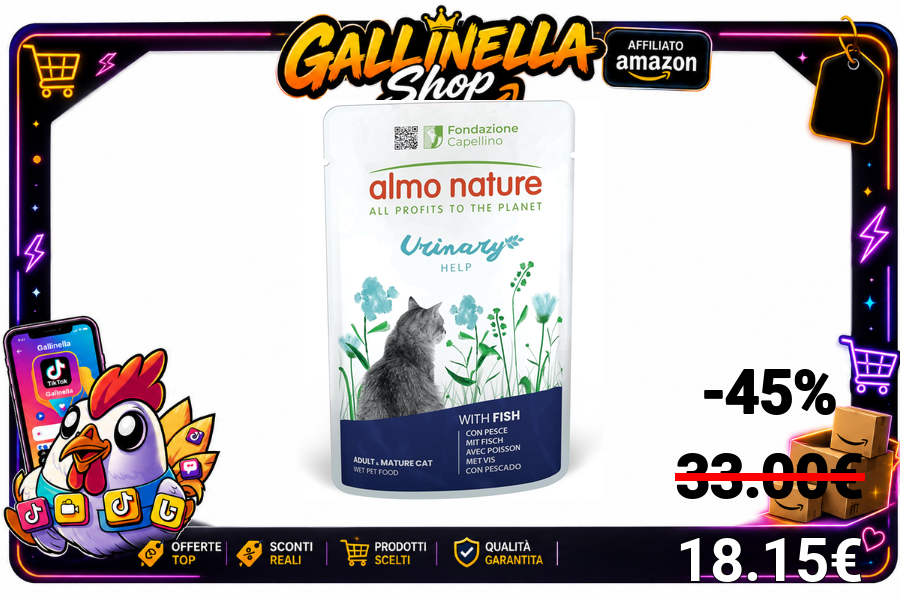 GALLINELLA
Shop
AFFILIATO
amazon
Fondazione
Capellino
almo nature
ALL PROFITS TO THE PLANET
Urinary
HELP
WITH FISH
CON PESCE
MIT FISCH
AVEC POISSON
MET VIS
CON PESCADO
ADULT & MATURE CAT
WET PET FOOD
Gallinella
TikTok
Gallinella
-45%
33.00€
18.15€
OFFERTE
TOP
SCONTI
REALI
PRODOTTI
SCELTI
QUALITÀ
GARANTITA